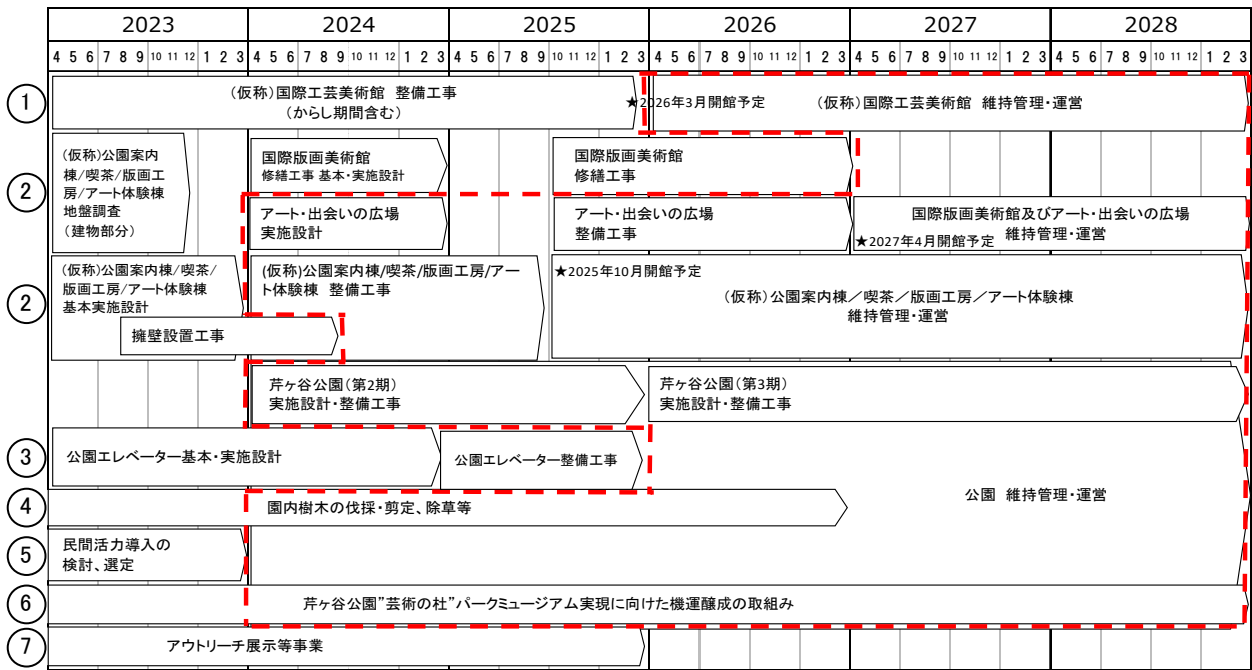 2023 2024 2025 2026 2027 2028
4 5 6 7 8 9 10 11 12 1 2 3 4 5 6 7 8 9 10 11 12 1 2 3 4 5 6 7 8 9 10 11 12 1 2 3 4 5 6 7 8 9 10 11 12 1 2 3 4 5 6 7 8 9 10 11 12 1 2 3 4 5 6 7 8 9 10 11 12 1 2 3
①
(仮称)国際工芸美術館 整備工事
(からし期間含む)
★2026年3月開館予定
(仮称)国際工芸美術館 維持管理・運営
②
(仮称)公園案内
棟/喫茶/版画工
房/アート体験棟
地盤調査
(建物部分)
国際版画美術館
修繕工事 基本・実施設計
国際版画美術館
修繕工事
アート・出会いの広場
実施設計
アート・出会いの広場
整備工事
国際版画美術館及びアート・出会いの広場
維持管理・運営
★2027年4月開館予定
②
(仮称)公園案内棟/喫茶/
版画工房/アート体験棟
基本実施設計
擁壁設置工事
(仮称)公園案内棟/喫茶/版画工房/アー
ト体験棟 整備工事
★2025年10月開館予定
(仮称)公園案内棟／喫茶／版画工房／アート体験棟
維持管理・運営
芹ヶ谷公園(第2期)
実施設計・整備工事
芹ヶ谷公園(第3期)
実施設計・整備工事
③
公園エレベーター基本・実施設計
公園エレベーター整備工事
公園 維持管理・運営
④
園内樹木の伐採・剪定、除草等
⑤
民間活力導入の
検討、選定
⑥
芹ヶ谷公園”芸術の杜”パークミュージアム実現に向けた機運醸成の取組み
⑦
アウトリーチ展示等事業